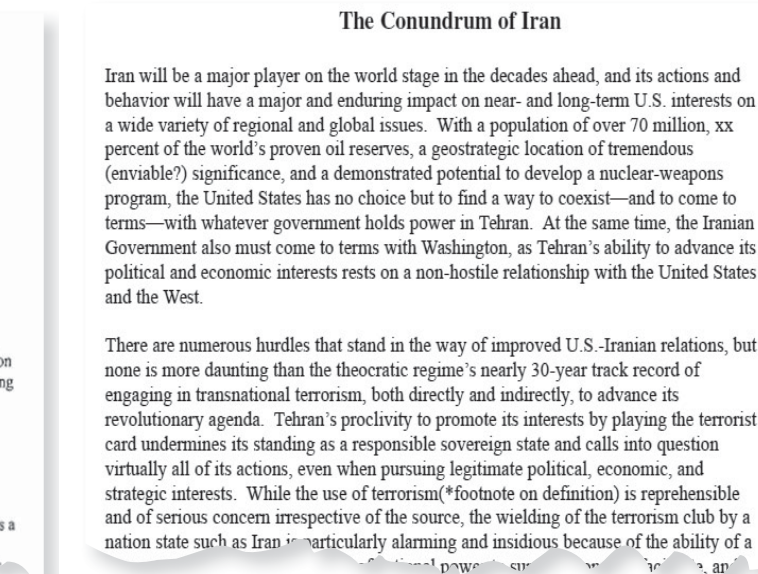 The Conundrum of Iran
Iran will be a major player on the world stage in the decades ahead, and its actions and
behavior will have a major and enduring impact on near- and long-term U.S. interests on
a wide variety of regional and global issues. With a population of over 70 million, xx
percent of the world's proven oil reserves, a geostrategic location of tremendous
(enviable?) significance, and a demonstrated potential to develop a nuclear-weapons
program, the United States has no choice but to find a way to coexist—and to come to
terms—with whatever government holds power in Tehran. At the same time, the Iranian
Government also must come to terms with Washington, as Tehran's ability to advance its
political and economic interests rests on a non-hostile relationship with the United States
and the West.
There are numerous hurdles that stand in the way of improved U.S.-Iranian relations, but
none is more daunting than the theocratic regime's nearly 30-year track record of
engaging in transnational terrorism, both directly and indirectly, to advance its
revolutionary agenda. Tehran's proclivity to promote its interests by playing the terrorist
card undermines its standing as a responsible sovereign state and calls into question
virtually all of its actions, even when pursuing legitimate political, economic, and
strategic interests. While the use of terrorism(*footnote on definition) is reprehensible
and of serious concern irrespective of the source, the wielding of the terrorism club by a
nation state such as Iran is particularly alarming and insidious because of the ability of a